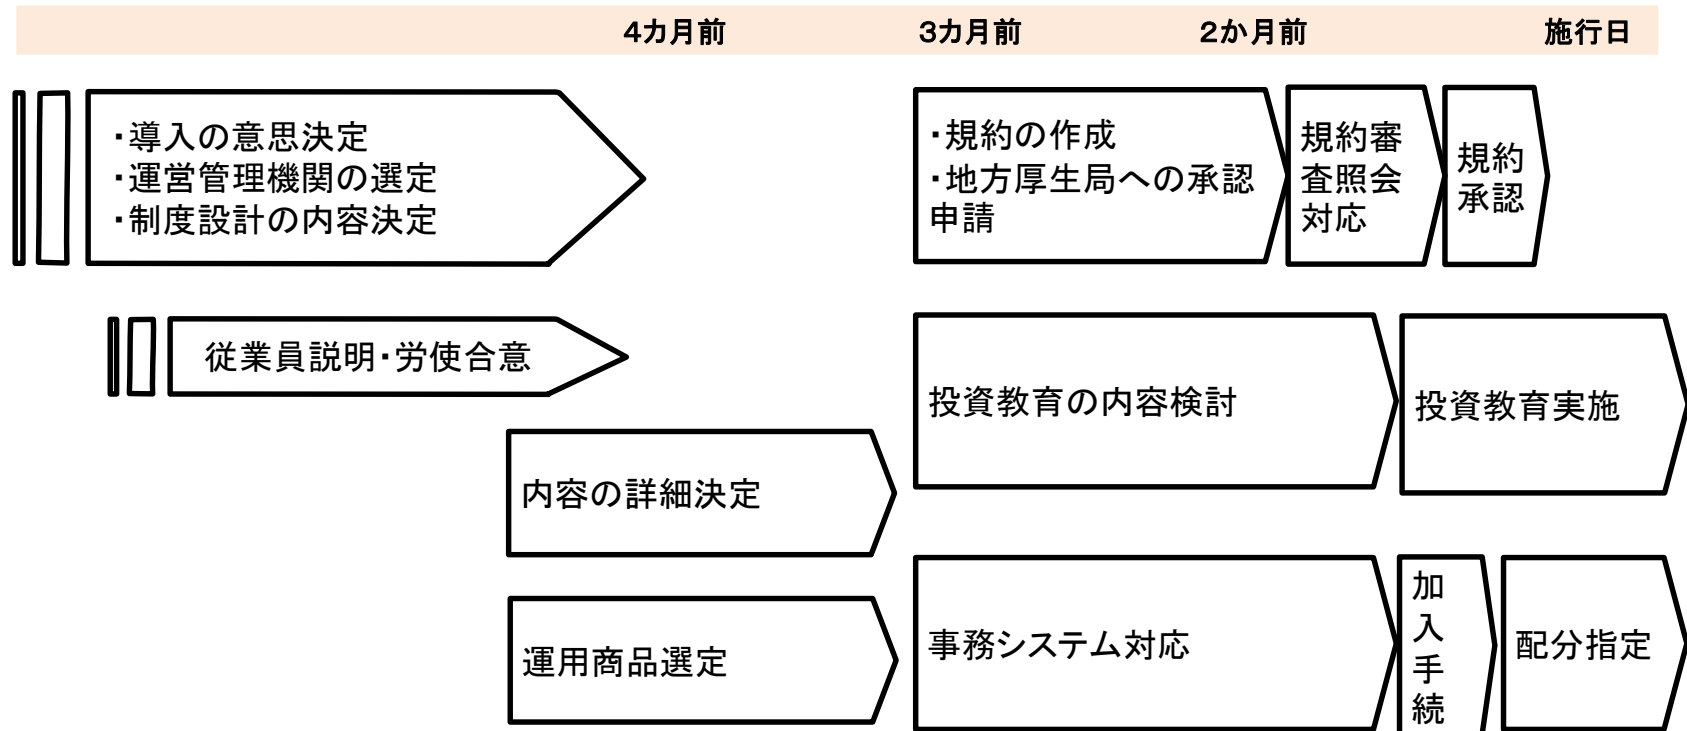 4カ月前
3カ月前
2か月前
施行日
・導入の意思決定
・運営管理機関の選定
・制度設計の内容決定
・規約の作成
・地方厚生局への承認
申請
規約審
査照会
対応
規約
承認
従業員説明・労使合意
投資教育の内容検討
投資教育実施
内容の詳細決定
運用商品選定
事務システム対応
加
入
手
続
配分指定